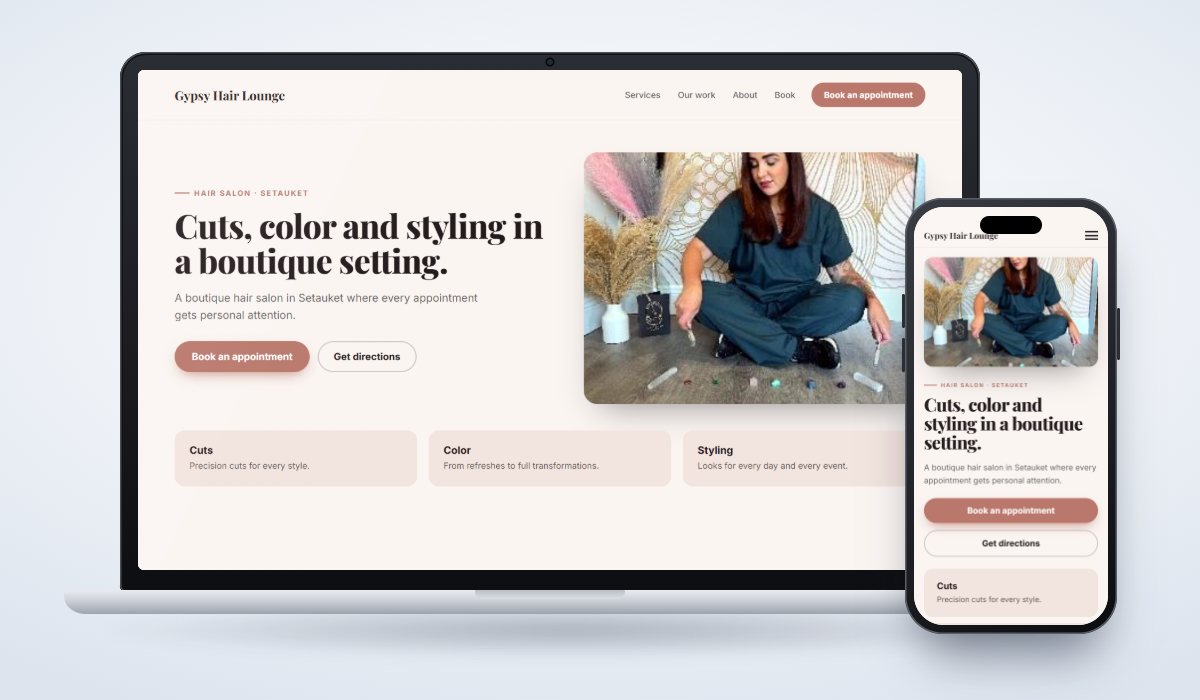 Gypsy Hair Lounge
Services Our work About Book Book an appointment
HAIR SALON · SETAUKET
Cuts, color and styling in
a boutique setting.
A boutique hair salon in Setauket where every appointment
gets personal attention.
Book an appointment Get directions
Cuts
Precision cuts for every style.
Color
From refreshes to full transformations.
Styling
Looks for every day and every event.
Gypsy Hair Lounge
HAIR SALON · SETAUKET
Cuts, color and
styling in a boutique
setting.
A boutique hair salon in Setauket where every
appointment gets personal attention.
Book an appointment
Get directions
Cuts
Precision cuts for every style.